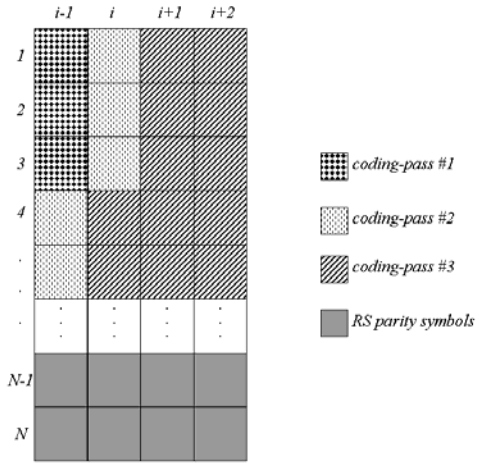 i-1 i i+1 i+2
1
2
3
4
.
.
.
N-1
N
coding-pass #1
coding-pass #2
coding-pass #3
RS parity symbols